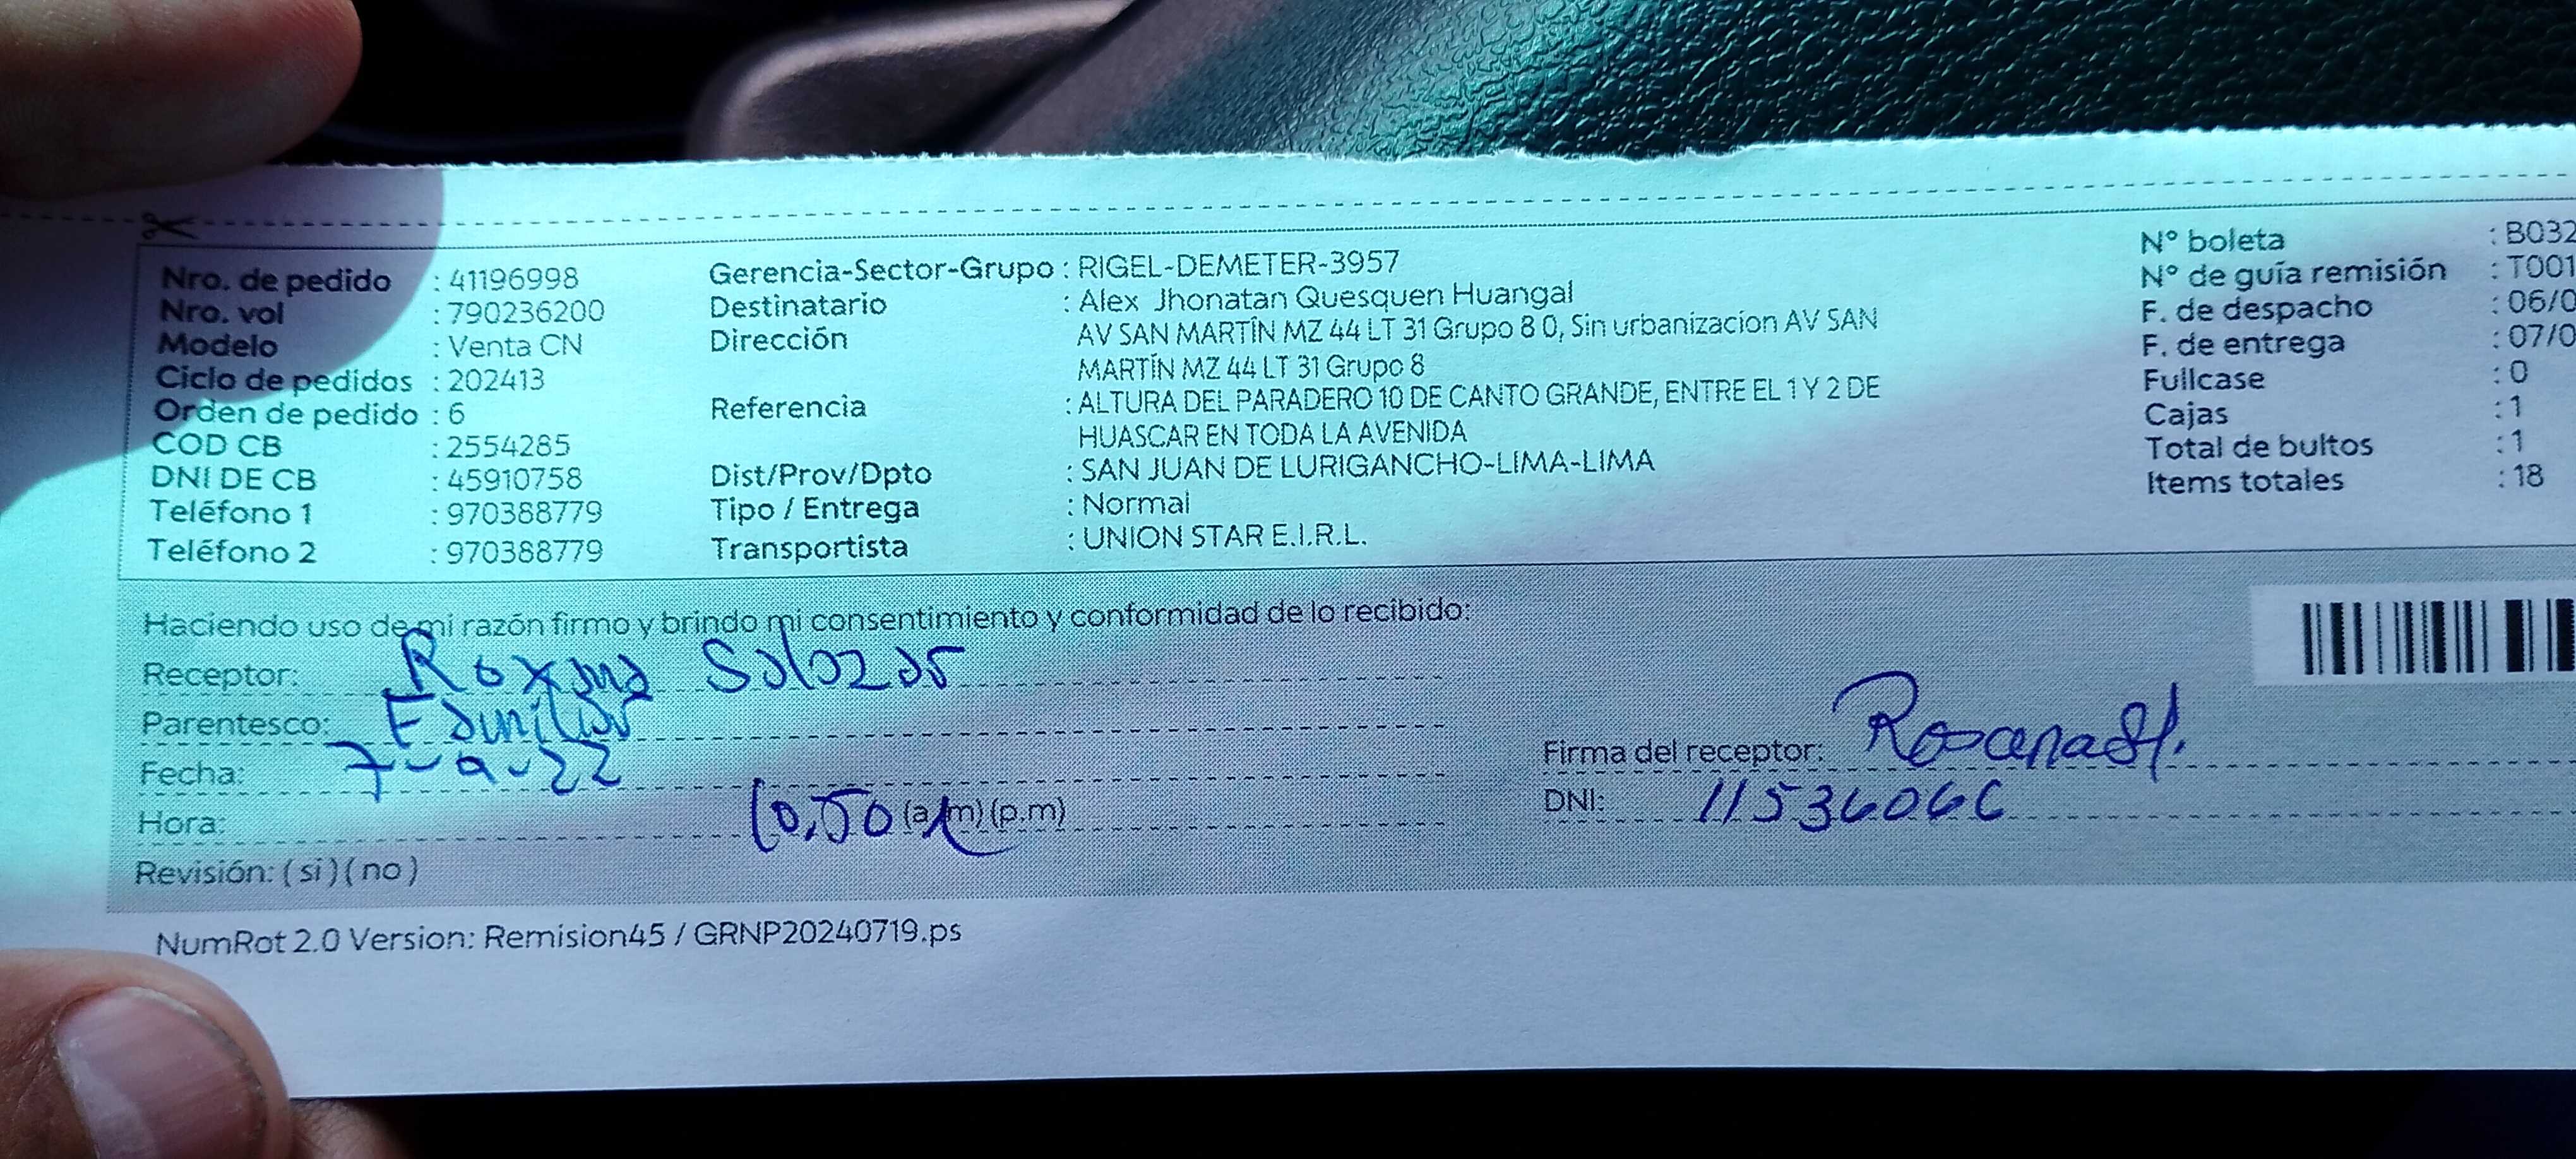 Nro. de pedido : 41196998
Nro. vol : 790236200
Modelo : Venta CN
Ciclo de pedidos : 202413
Orden de pedido : 6
COD CB : 2554285
DNI DE CB : 45910758
Teléfono 1 : 970388779
Teléfono 2 : 970388779
Gerencia-Sector-Grupo : RIGEL-DEMETER-3957
Destinatario : Alex Jhonatan Quesquen Huangal
Dirección AV SAN MARTÍN MZ 44 LT 31 Grupo 8 0, Sin urbanizacion AV SAN
MARTÍN MZ 44 LT 31 Grupo 8
Referencia : ALTURA DEL PARADERO 10 DE CANTO GRANDE, ENTRE EL 1 Y 2 DE
HUASCAR EN TODA LA AVENIDA
Dist/Prov/Dpto : SAN JUAN DE LURIGANCHO-LIMA-LIMA
Tipo / Entrega : Normal
Transportista : UNION STAR E.I.R.L.
N° boleta : B032
N° de guía remisión : T001
F. de despacho : 06/0
F. de entrega : 07/0
Fullcase : 0
Cajas : 1
Total de bultos : 1
Items totales : 18
Haciendo uso de mi razón firmo y brindo mi consentimiento y conformidad de lo recibido:
Receptor: Roxana Salazar
Parentesco: Familiar
Fecha: 7-9-22
Hora: 10,50 (a.m) (p.m)
Revisión: ( si ) ( no )
Firma del receptor:
DNI: 11536066
NumRot 2.0 Version: Remision45 / GRNP20240719.ps